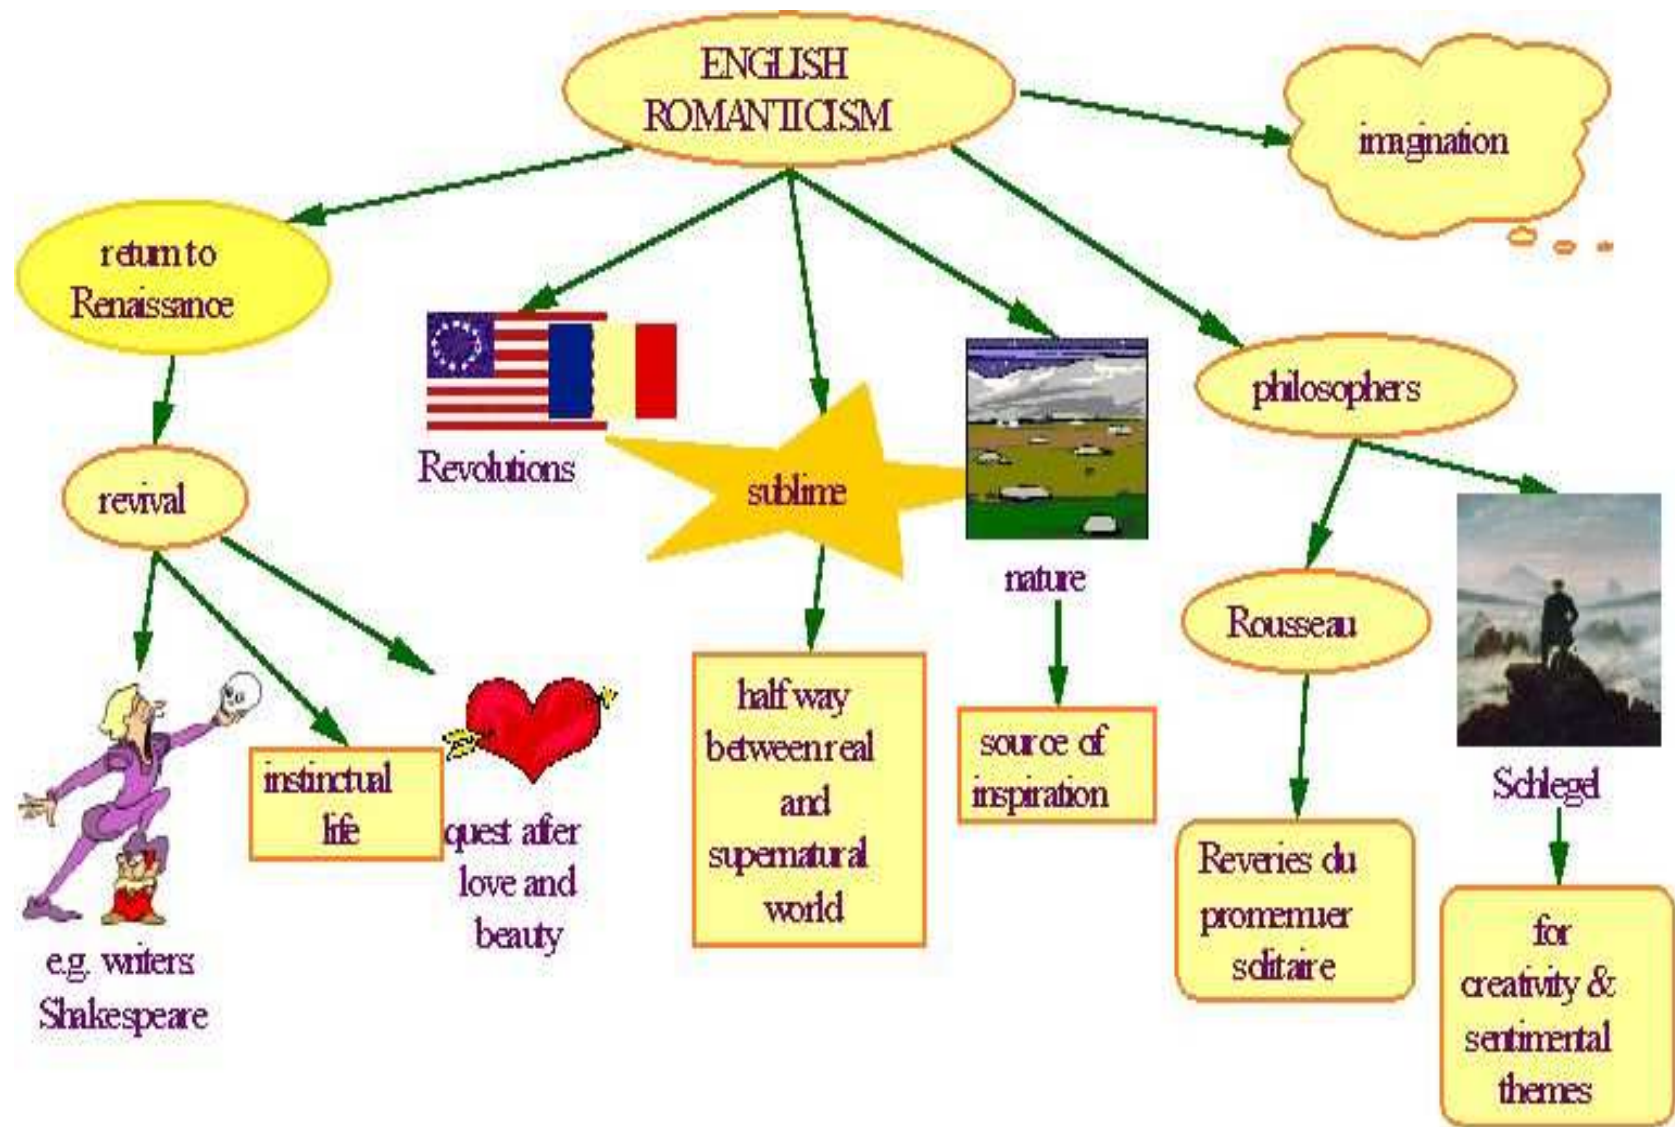 ENGLISH
ROMANTICISM
imagination
return to
Renaissance
revival
e.g. writers:
Shakespeare
instinctual
life
quest after
love and
beauty
Revolutions
sublime
half way
between real
and
supernatural
world
nature
source of
inspiration
philosophers
Rousseau
Reveries du
promenuer
solitaire
Schlegel
for
creativity &
sentimental
themes